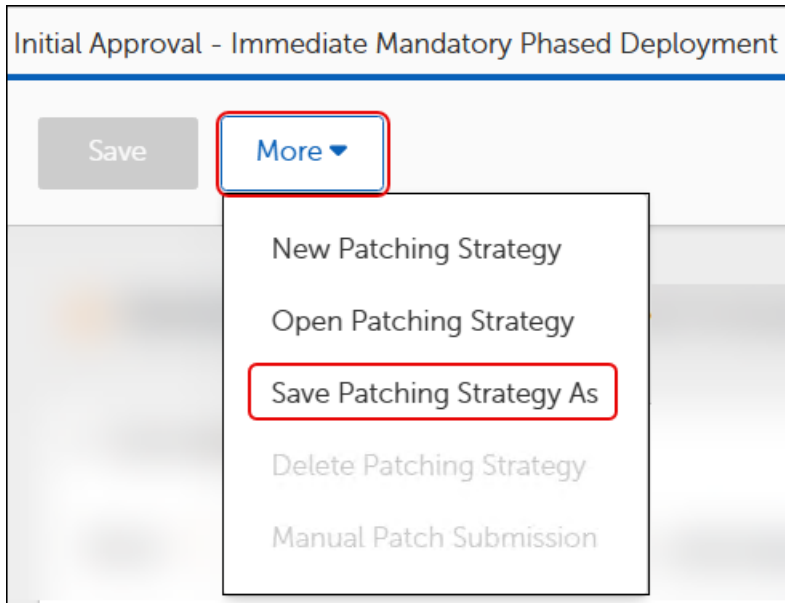 Initial Approval - Immediate Mandatory Phased Deployment
Save
More
New Patching Strategy
Open Patching Strategy
Save Patching Strategy As
Delete Patching Strategy
Manual Patch Submission